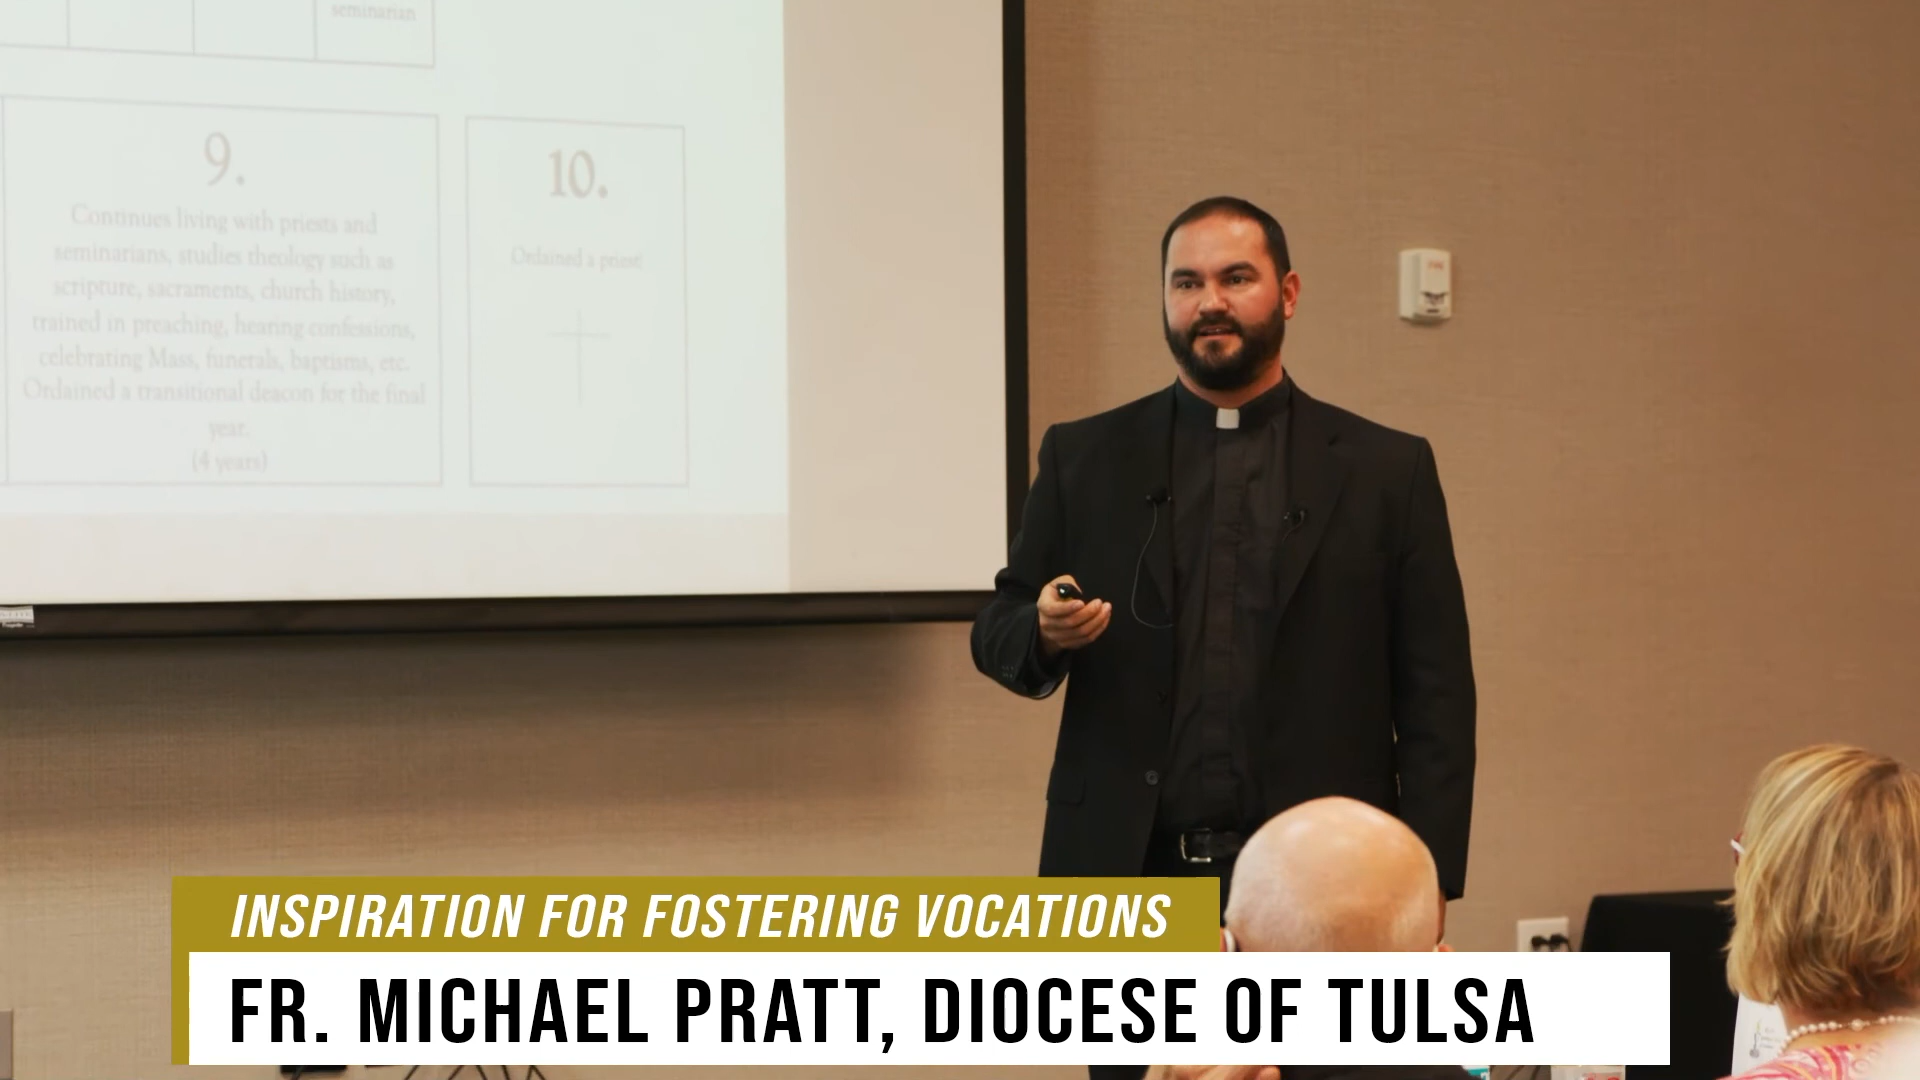 seminarian
9.
Continues living with priests and
seminarians, studies theology such as
scripture, sacraments, church history,
trained in preaching, hearing confessions,
celebrating Mass, funerals, baptisms, etc.
Ordained a transitional deacon for the final
year.
(4 years)
10.
Ordained a priest
INSPIRATION FOR FOSTERING VOCATIONS
FR. MICHAEL PRATT, DIOCESE OF TULSA